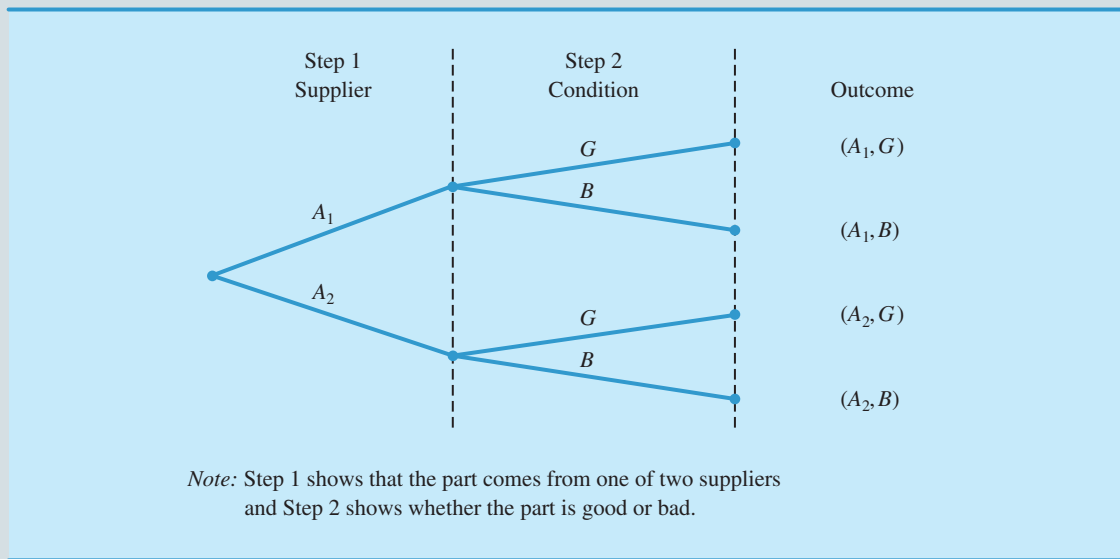 Step 1
Supplier
Step 2
Condition
Outcome
G
(A₁, G)
B
A₁
(A₁, B)
A₂
G
(A₂, G)
B
(A₂, B)
Note: Step 1 shows that the part comes from one of two suppliers
and Step 2 shows whether the part is good or bad.